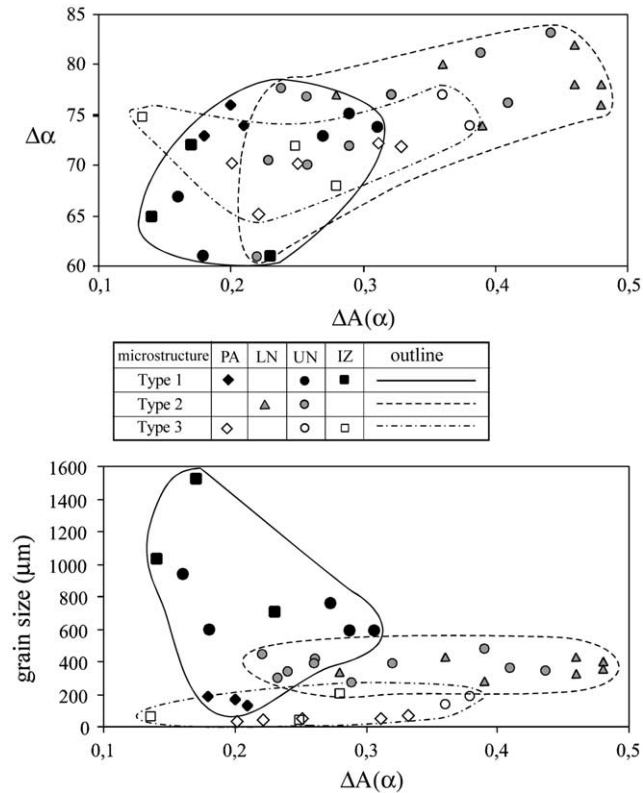 85
80
75
Δα
70
65
60
0,1 0,2 0,3 0,4 0,5
ΔA(α)
microstructure PA LN UN IZ outline
Type 1
Type 2
Type 3
1600
1400
1200
1000
800
600
400
200
0
grain size (μm)
0,1 0,2 0,3 0,4 0,5
ΔA(α)